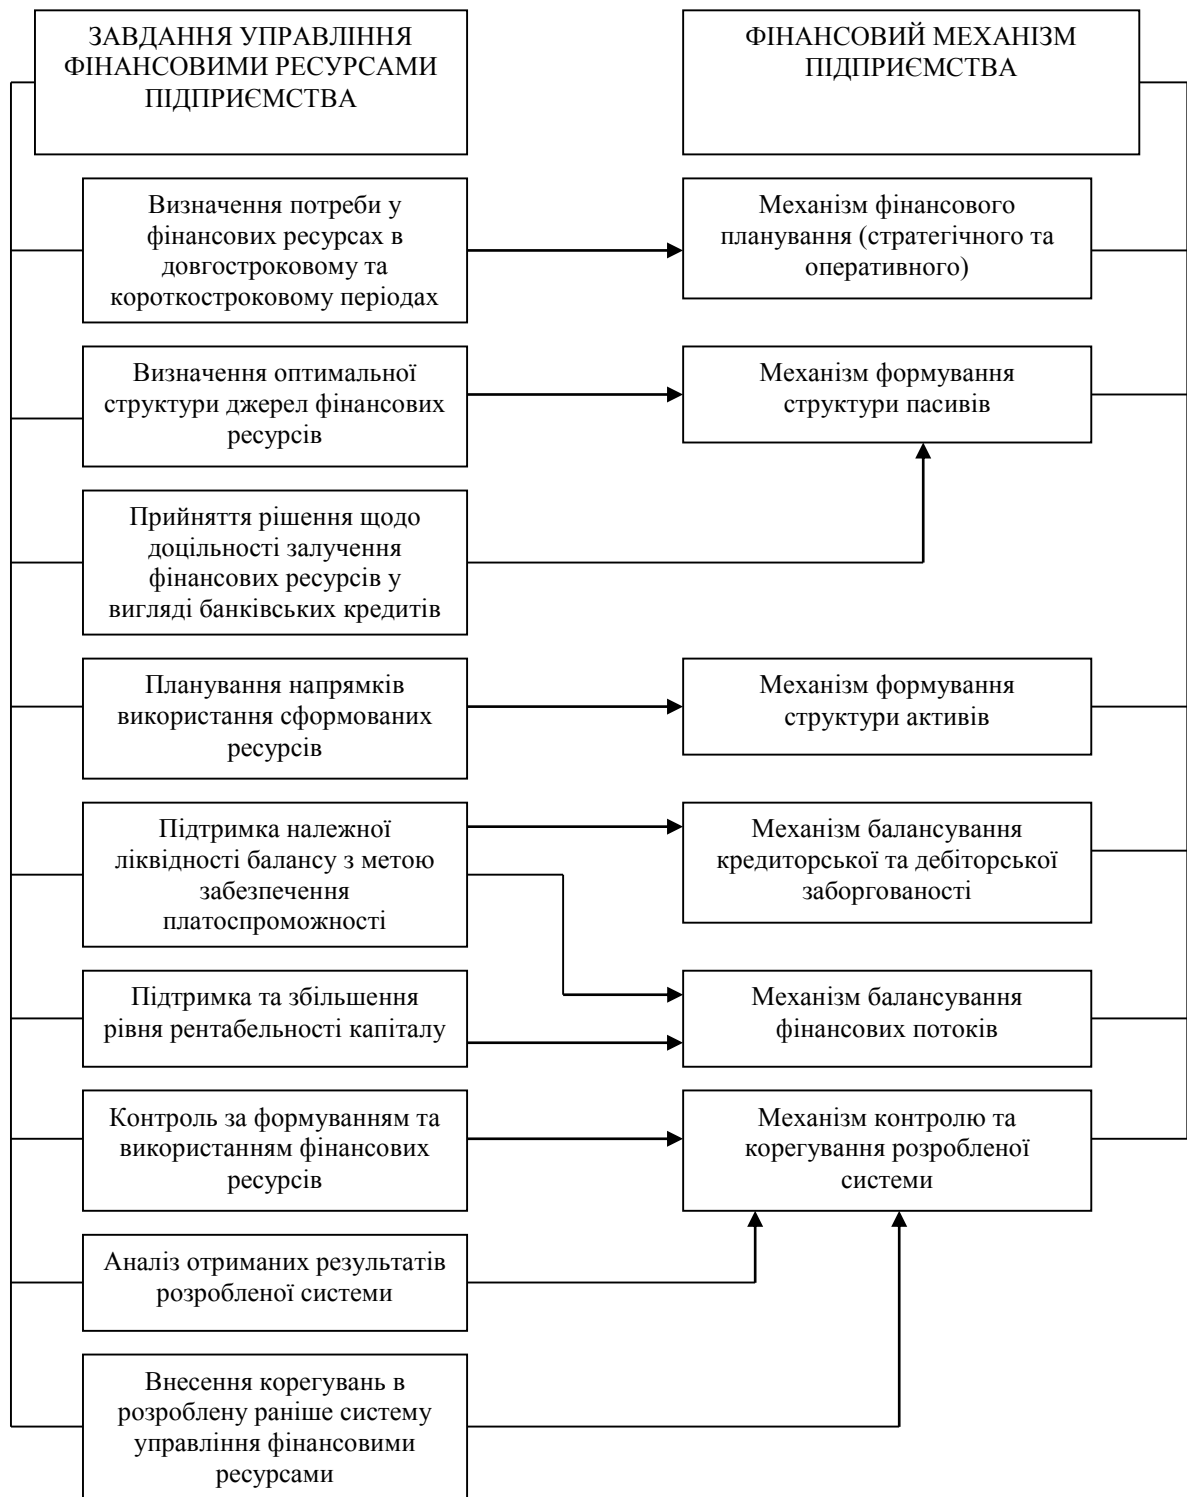 ЗАВДАННЯ УПРАВЛІННЯ
ФІНАНСОВИМИ РЕСУРСАМИ
ПІДПРИЄМСТВА
ФІНАНСОВИЙ МЕХАНІЗМ
ПІДПРИЄМСТВА
Визначення потреби у
фінансових ресурсах в
довгостроковому та
короткостроковому періодах
Механізм фінансового
планування (стратегічного та
оперативного)
Визначення оптимальної
структури джерел фінансових
ресурсів
Механізм формування
структури пасивів
Прийняття рішення щодо
доцільності залучення
фінансових ресурсів у
вигляді банківських кредитів
Планування напрямків
використання сформованих
ресурсів
Механізм формування
структури активів
Підтримка належної
ліквідності балансу з метою
забезпечення
платоспроможності
Механізм балансування
кредиторської та дебіторської
заборгованості
Підтримка та збільшення
рівня рентабельності капіталу
Механізм балансування
фінансових потоків
Контроль за формуванням та
використанням фінансових
ресурсів
Механізм контролю та
корегування розробленої
системи
Аналіз отриманих результатів
розробленої системи
Внесення корегувань в
розроблену раніше систему
управління фінансовими
ресурсами